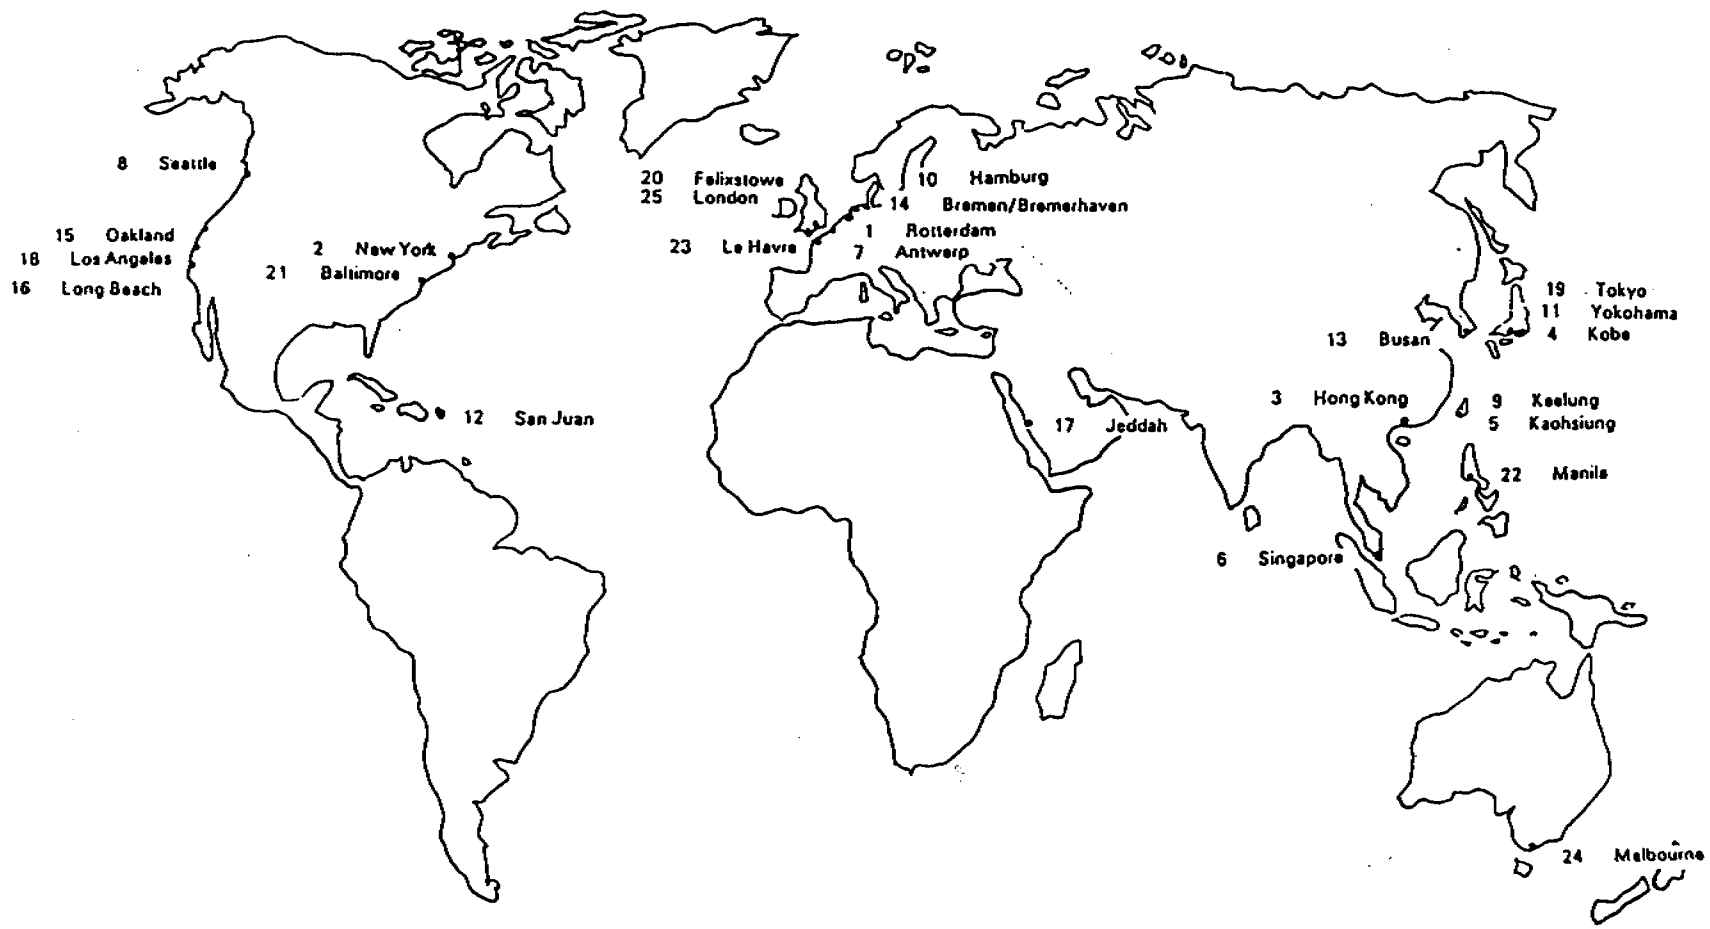 8 Seattle
15 Oakland
18 Los Angeles
16 Long Beach
2 New York
21 Baltimore
12 San Juan
20 Felixstowe
25 London
23 Le Havre
10 Hamburg
14 Bremen/Bremerhaven
1 Rotterdam
7 Antwerp
17 Jeddah
19 Tokyo
11 Yokohama
4 Kobe
13 Busan
3 Hong Kong
9 Keelung
5 Kaohsiung
22 Manila
6 Singapore
24 Melbourne